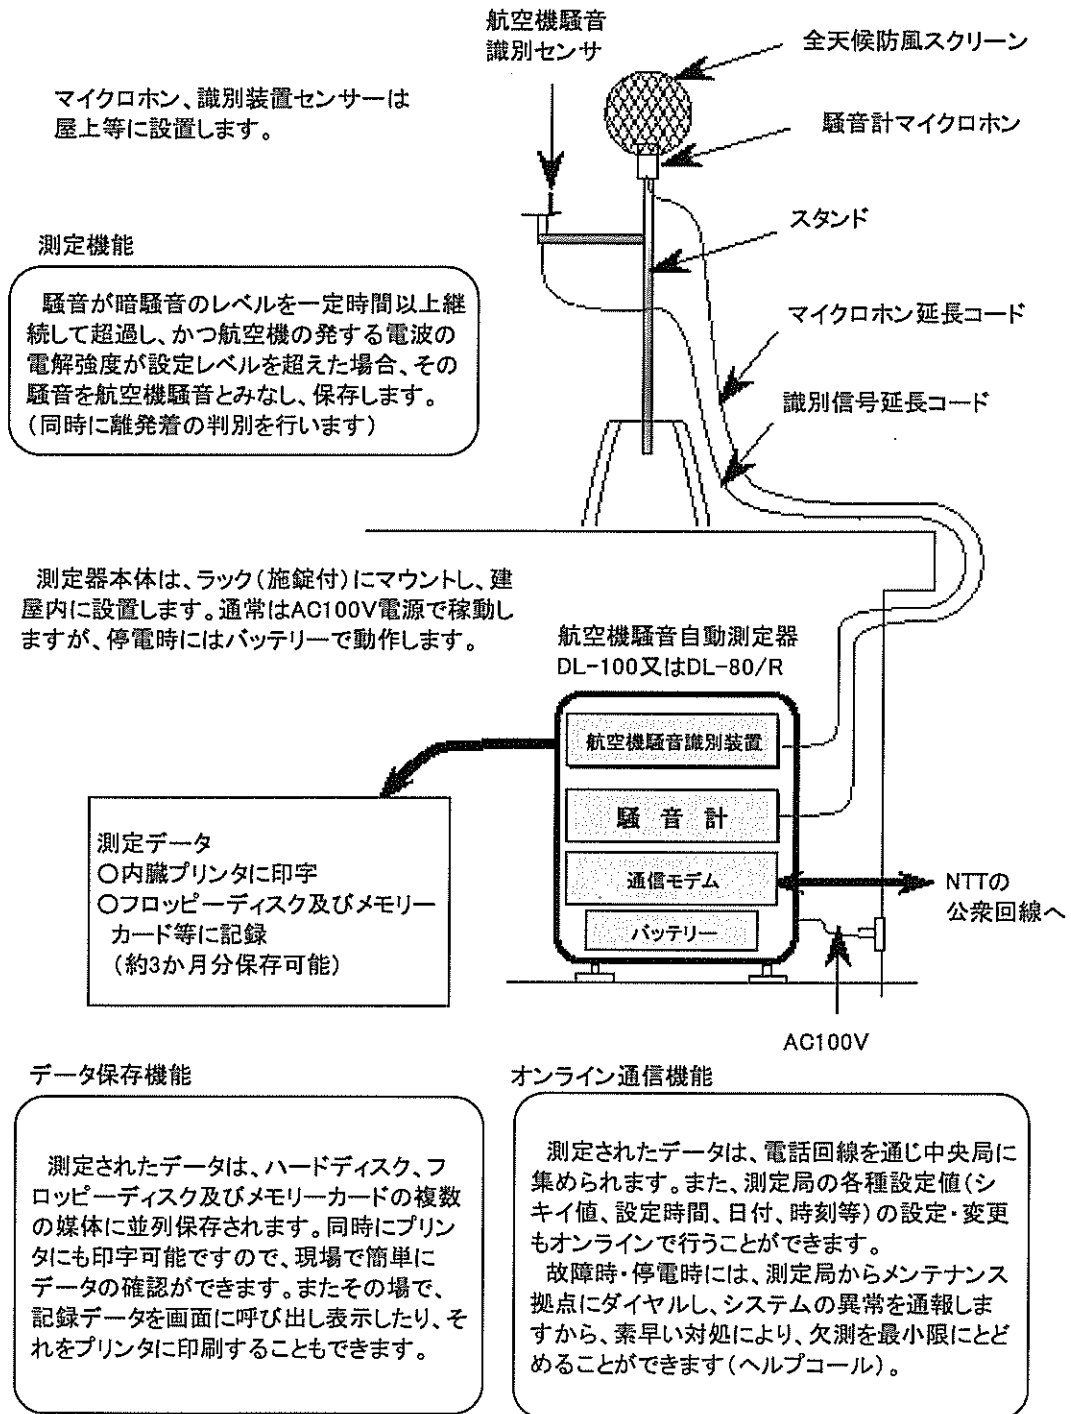 航空機騒音
識別センサ
全天候防風スクリーン
マイクロホン、識別装置センサーは
屋上等に設置します。
騒音計マイクロホン
スタンド
測定機能
騒音が暗騒音のレベルを一定時間以上継
続して超過し、かつ航空機の発する電波の
電解強度が設定レベルを超えた場合、その
騒音を航空機騒音とみなし、保存します。
(同時に離発着の判別を行います)
マイクロホン延長コード
識別信号延長コード
測定器本体は、ラック(施錠付)にマウントし、建
屋内に設置します。通常はAC100V電源で稼動し
ますが、停電時にはバッテリーで動作します。
航空機騒音自動測定器
DL-100又はDL-80/R
航空機騒音識別装置
騒 音 計
通信モデム
バッテリー
測定データ
○内臓プリンタに印字
○フロッピーディスク及びメモリー
カード等に記録
(約3か月分保存可能)
NTTの
公衆回線へ
AC100V
データ保存機能
測定されたデータは、ハードディスク、フ
ロッピーディスク及びメモリーカードの複数
の媒体に並列保存されます。同時にプリン
タにも印字可能ですので、現場で簡単に
データの確認ができます。またその場で、
記録データを画面に呼び出し表示したり、そ
れをプリンタに印刷することもできます。
オンライン通信機能
測定されたデータは、電話回線を通じ中央局に
集められます。また、測定局の各種設定値(シ
キイ値、設定時間、日付、時刻等)の設定・変更
もオンラインで行うことができます。
故障時・停電時には、測定局からメンテナンス
拠点にダイヤルし、システムの異常を通報しま
すから、素早い対処により、欠測を最小限にとど
めることができます(ヘルプコール)。